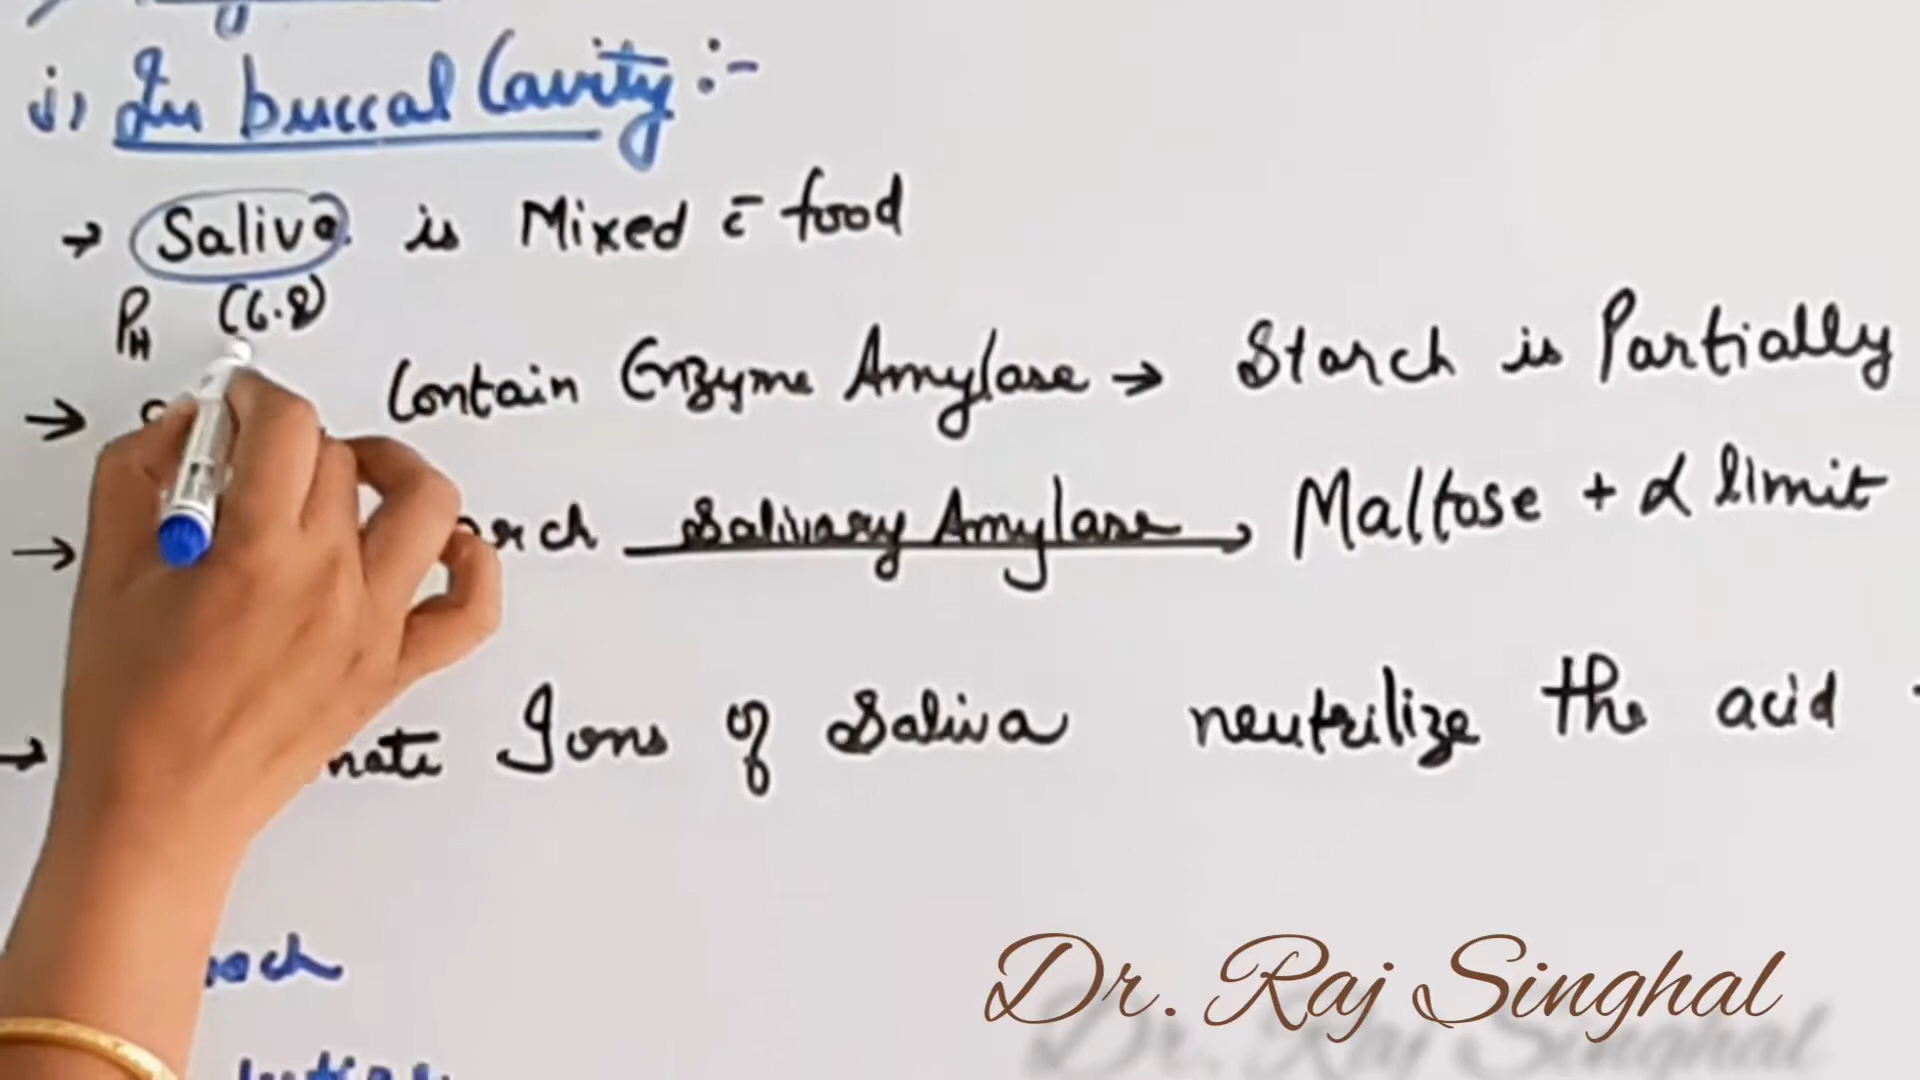 i) In buccal Cavity :-
→ Saliva is Mixed c̄ food
PH (6.8)
→ Contain Enzyme Amylase → Starch is Partially
→ rch Salivary Amylase → Maltose + α limit
→ nate Ions of Saliva neutrilize the acid
ach
Dr. Raj Singhal